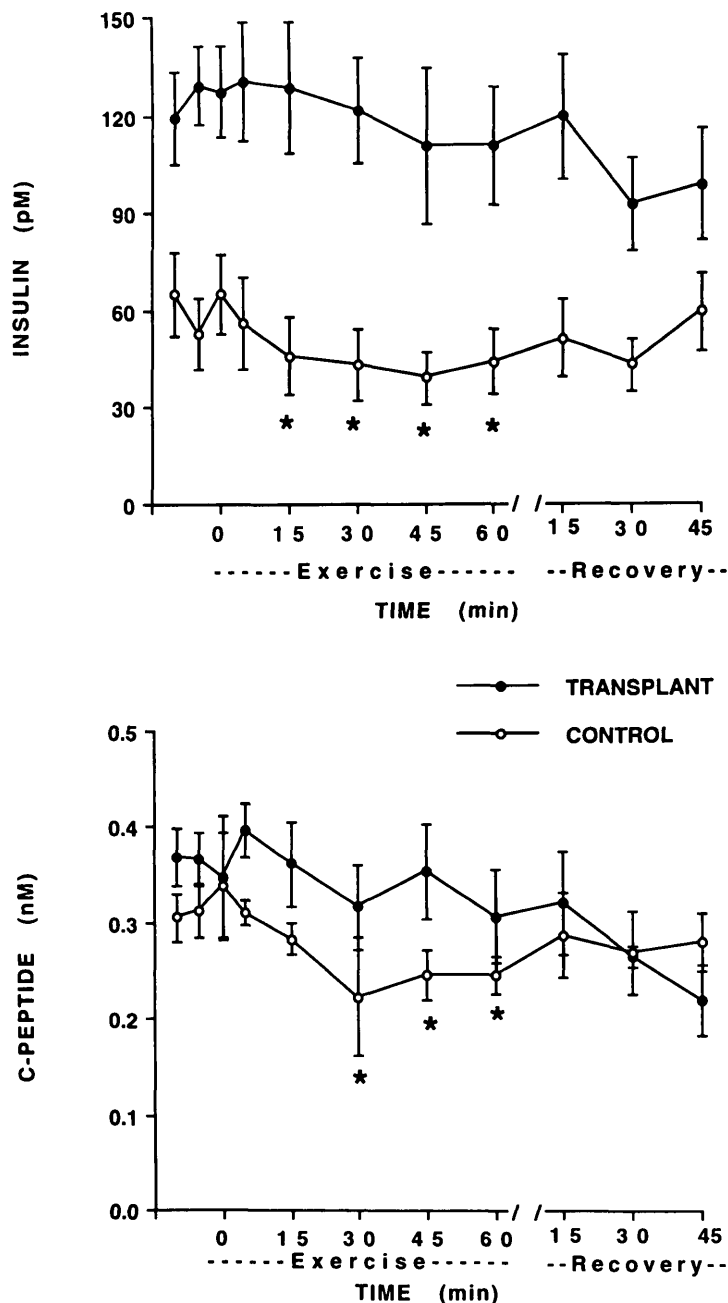 150
120
90
60
30
0
INSULIN (pM)
* * * *
0 15 30 45 60 / / 15 30 45
------Exercise------ --Recovery--
TIME (min)
TRANSPLANT
CONTROL
0.5
0.4
0.3
0.2
0.1
0.0
C-PEPTIDE (nM)
* * *
0 15 30 45 60 / / 15 30 45
------Exercise------ --Recovery--
TIME (min)